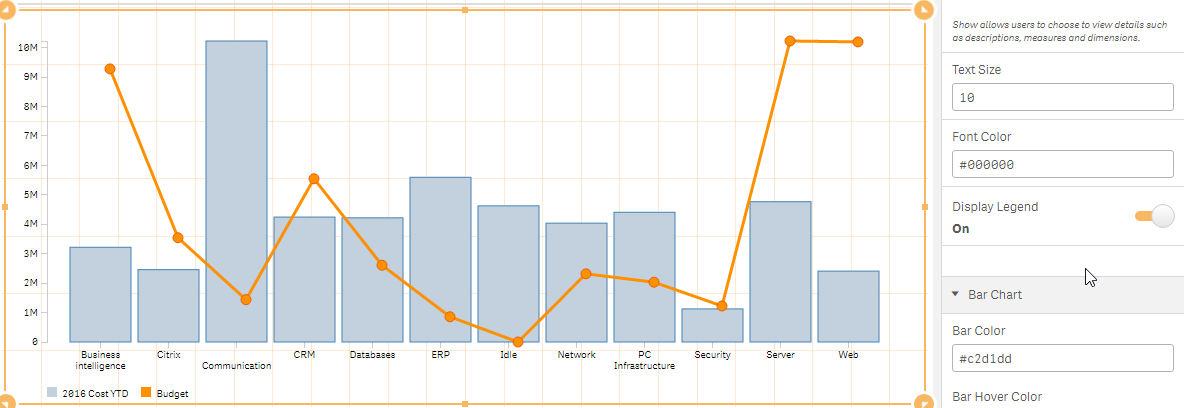 10M
9M
8M
7M
6M
5M
4M
3M
2M
1M
0
Business intelligence
Citrix
Communication
CRM
Databases
ERP
Idle
Network
PC Infrastructure
Security
Server
Web
2016 Cost YTD
Budget
Show allows users to choose to view details such
as descriptions, measures and dimensions.
Text Size
10
Font Color
#000000
Display Legend
On
Bar Chart
Bar Color
#c2d1dd
Bar Hover Color